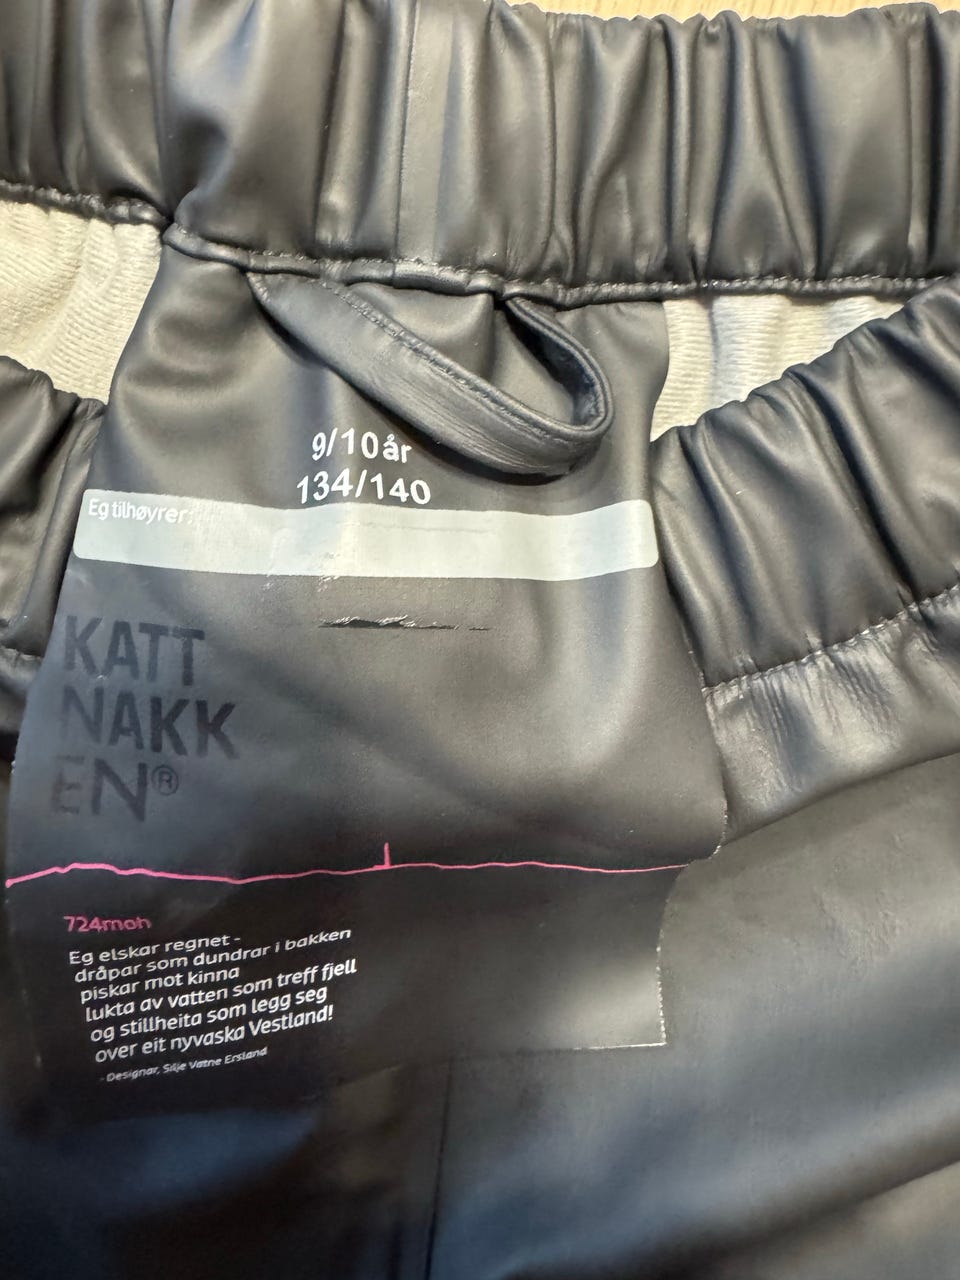 9/10 år
134/140
Eg tilhøyrer:
KATT
NAKK
EN®
724moh
Eg elskar regnet -
dråpar som dundrar i bakken
piskar mot kinna
lukta av vatten som treff fjell
og stillheita som legg seg
over eit nyvaska Vestland!
- Designar, Silje Vatne Ersland